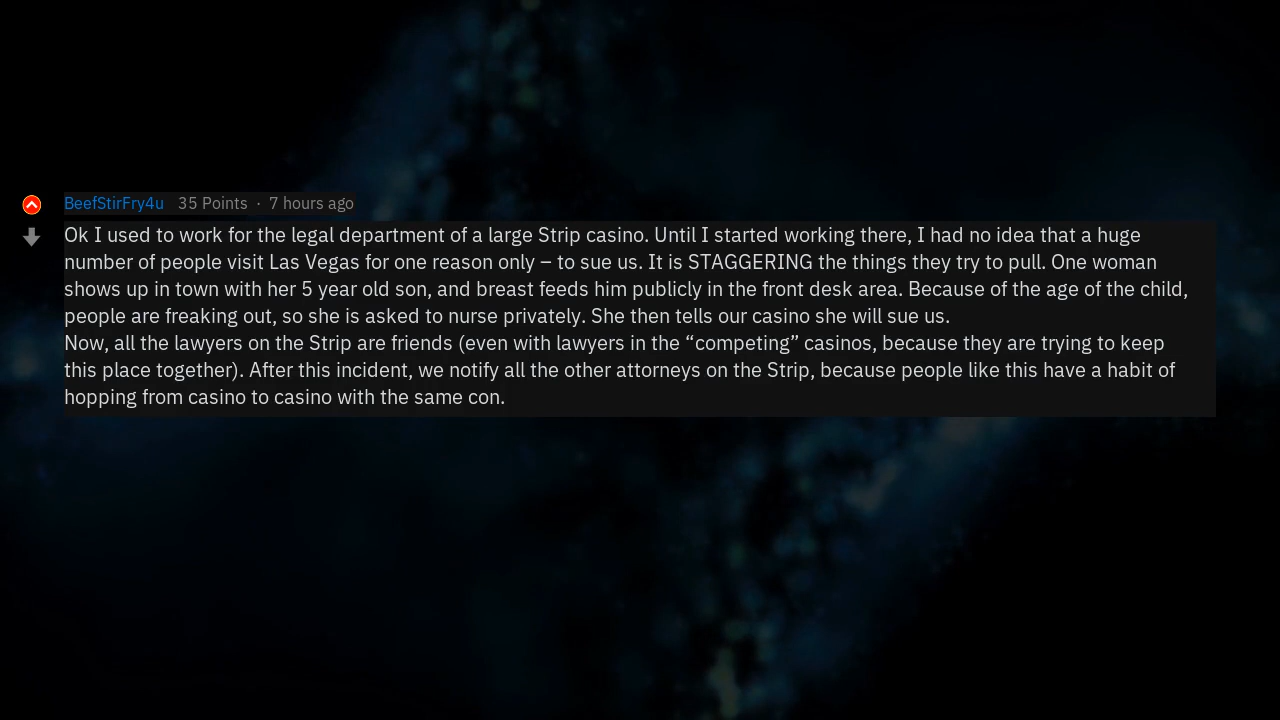 BeefStirFry4u 35 Points · 7 hours ago
Ok I used to work for the legal department of a large Strip casino. Until I started working there, I had no idea that a huge
number of people visit Las Vegas for one reason only – to sue us. It is STAGGERING the things they try to pull. One woman
shows up in town with her 5 year old son, and breast feeds him publicly in the front desk area. Because of the age of the child,
people are freaking out, so she is asked to nurse privately. She then tells our casino she will sue us.
Now, all the lawyers on the Strip are friends (even with lawyers in the “competing” casinos, because they are trying to keep
this place together). After this incident, we notify all the other attorneys on the Strip, because people like this have a habit of
hopping from casino to casino with the same con.